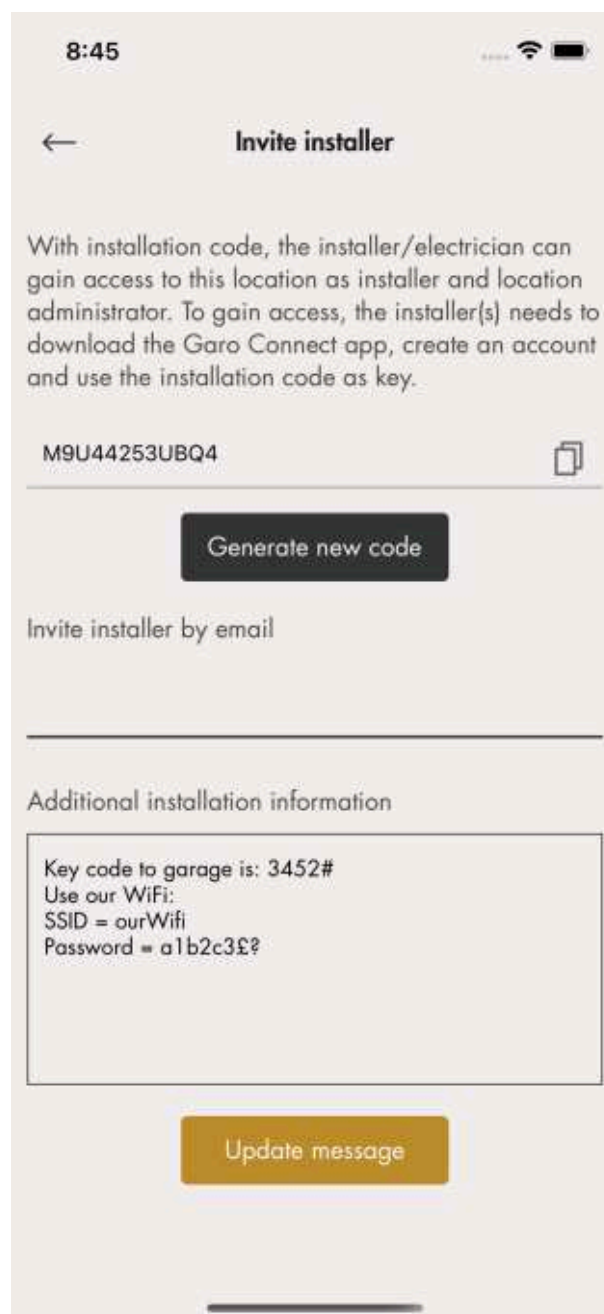 8:45
Invite installer
With installation code, the installer/electrician can
gain access to this location as installer and location
administrator. To gain access, the installer(s) needs to
download the Garo Connect app, create an account
and use the installation code as key.
M9U44253UBQ4
Generate new code
Invite installer by email
Additional installation information
Key code to garage is: 3452#
Use our WiFi:
SSID = ourWifi
Password = a1b2c3£?
Update message